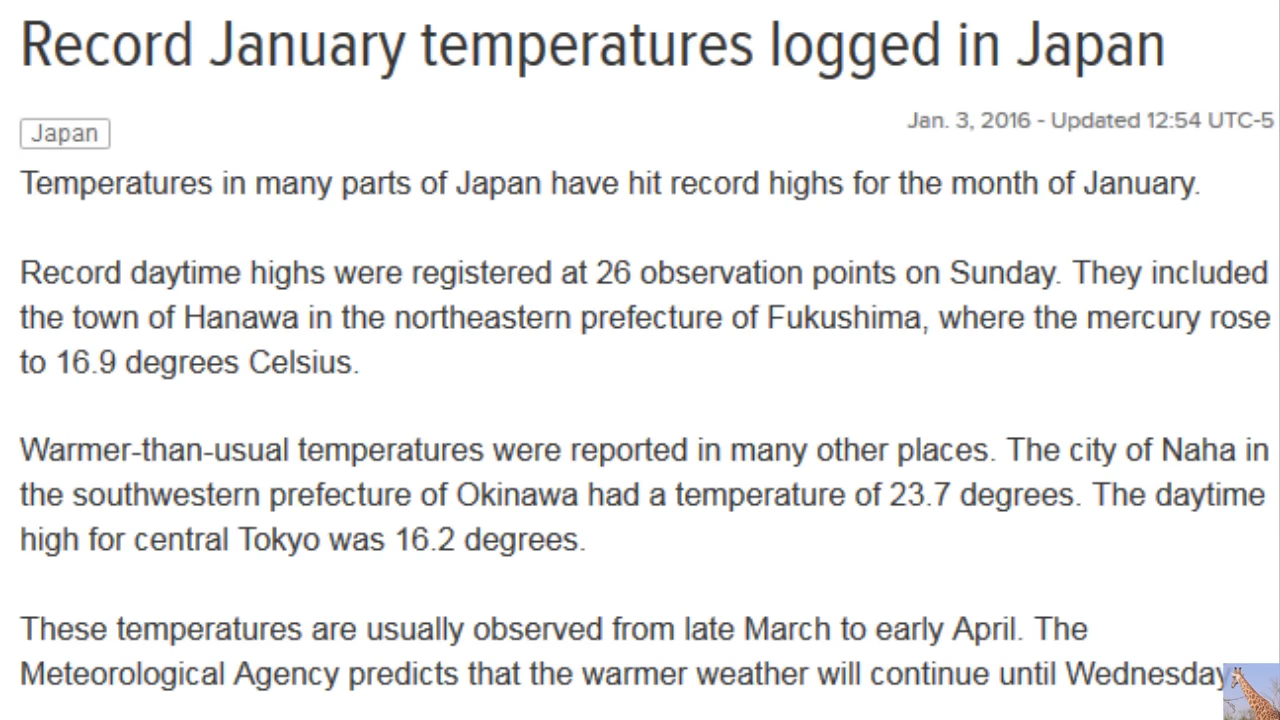 Record January temperatures logged in Japan
Japan
Jan. 3, 2016 - Updated 12:54 UTC-5
Temperatures in many parts of Japan have hit record highs for the month of January.
Record daytime highs were registered at 26 observation points on Sunday. They included
the town of Hanawa in the northeastern prefecture of Fukushima, where the mercury rose
to 16.9 degrees Celsius.
Warmer-than-usual temperatures were reported in many other places. The city of Naha in
the southwestern prefecture of Okinawa had a temperature of 23.7 degrees. The daytime
high for central Tokyo was 16.2 degrees.
These temperatures are usually observed from late March to early April. The
Meteorological Agency predicts that the warmer weather will continue until Wednesday